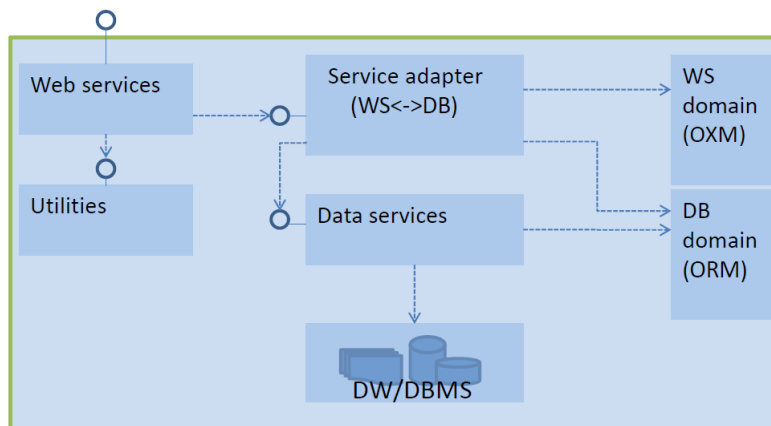 Web services
Service adapter
(WS<->DB)
WS
domain
(OXM)
Utilities
Data services
DB
domain
(ORM)
DW/DBMS